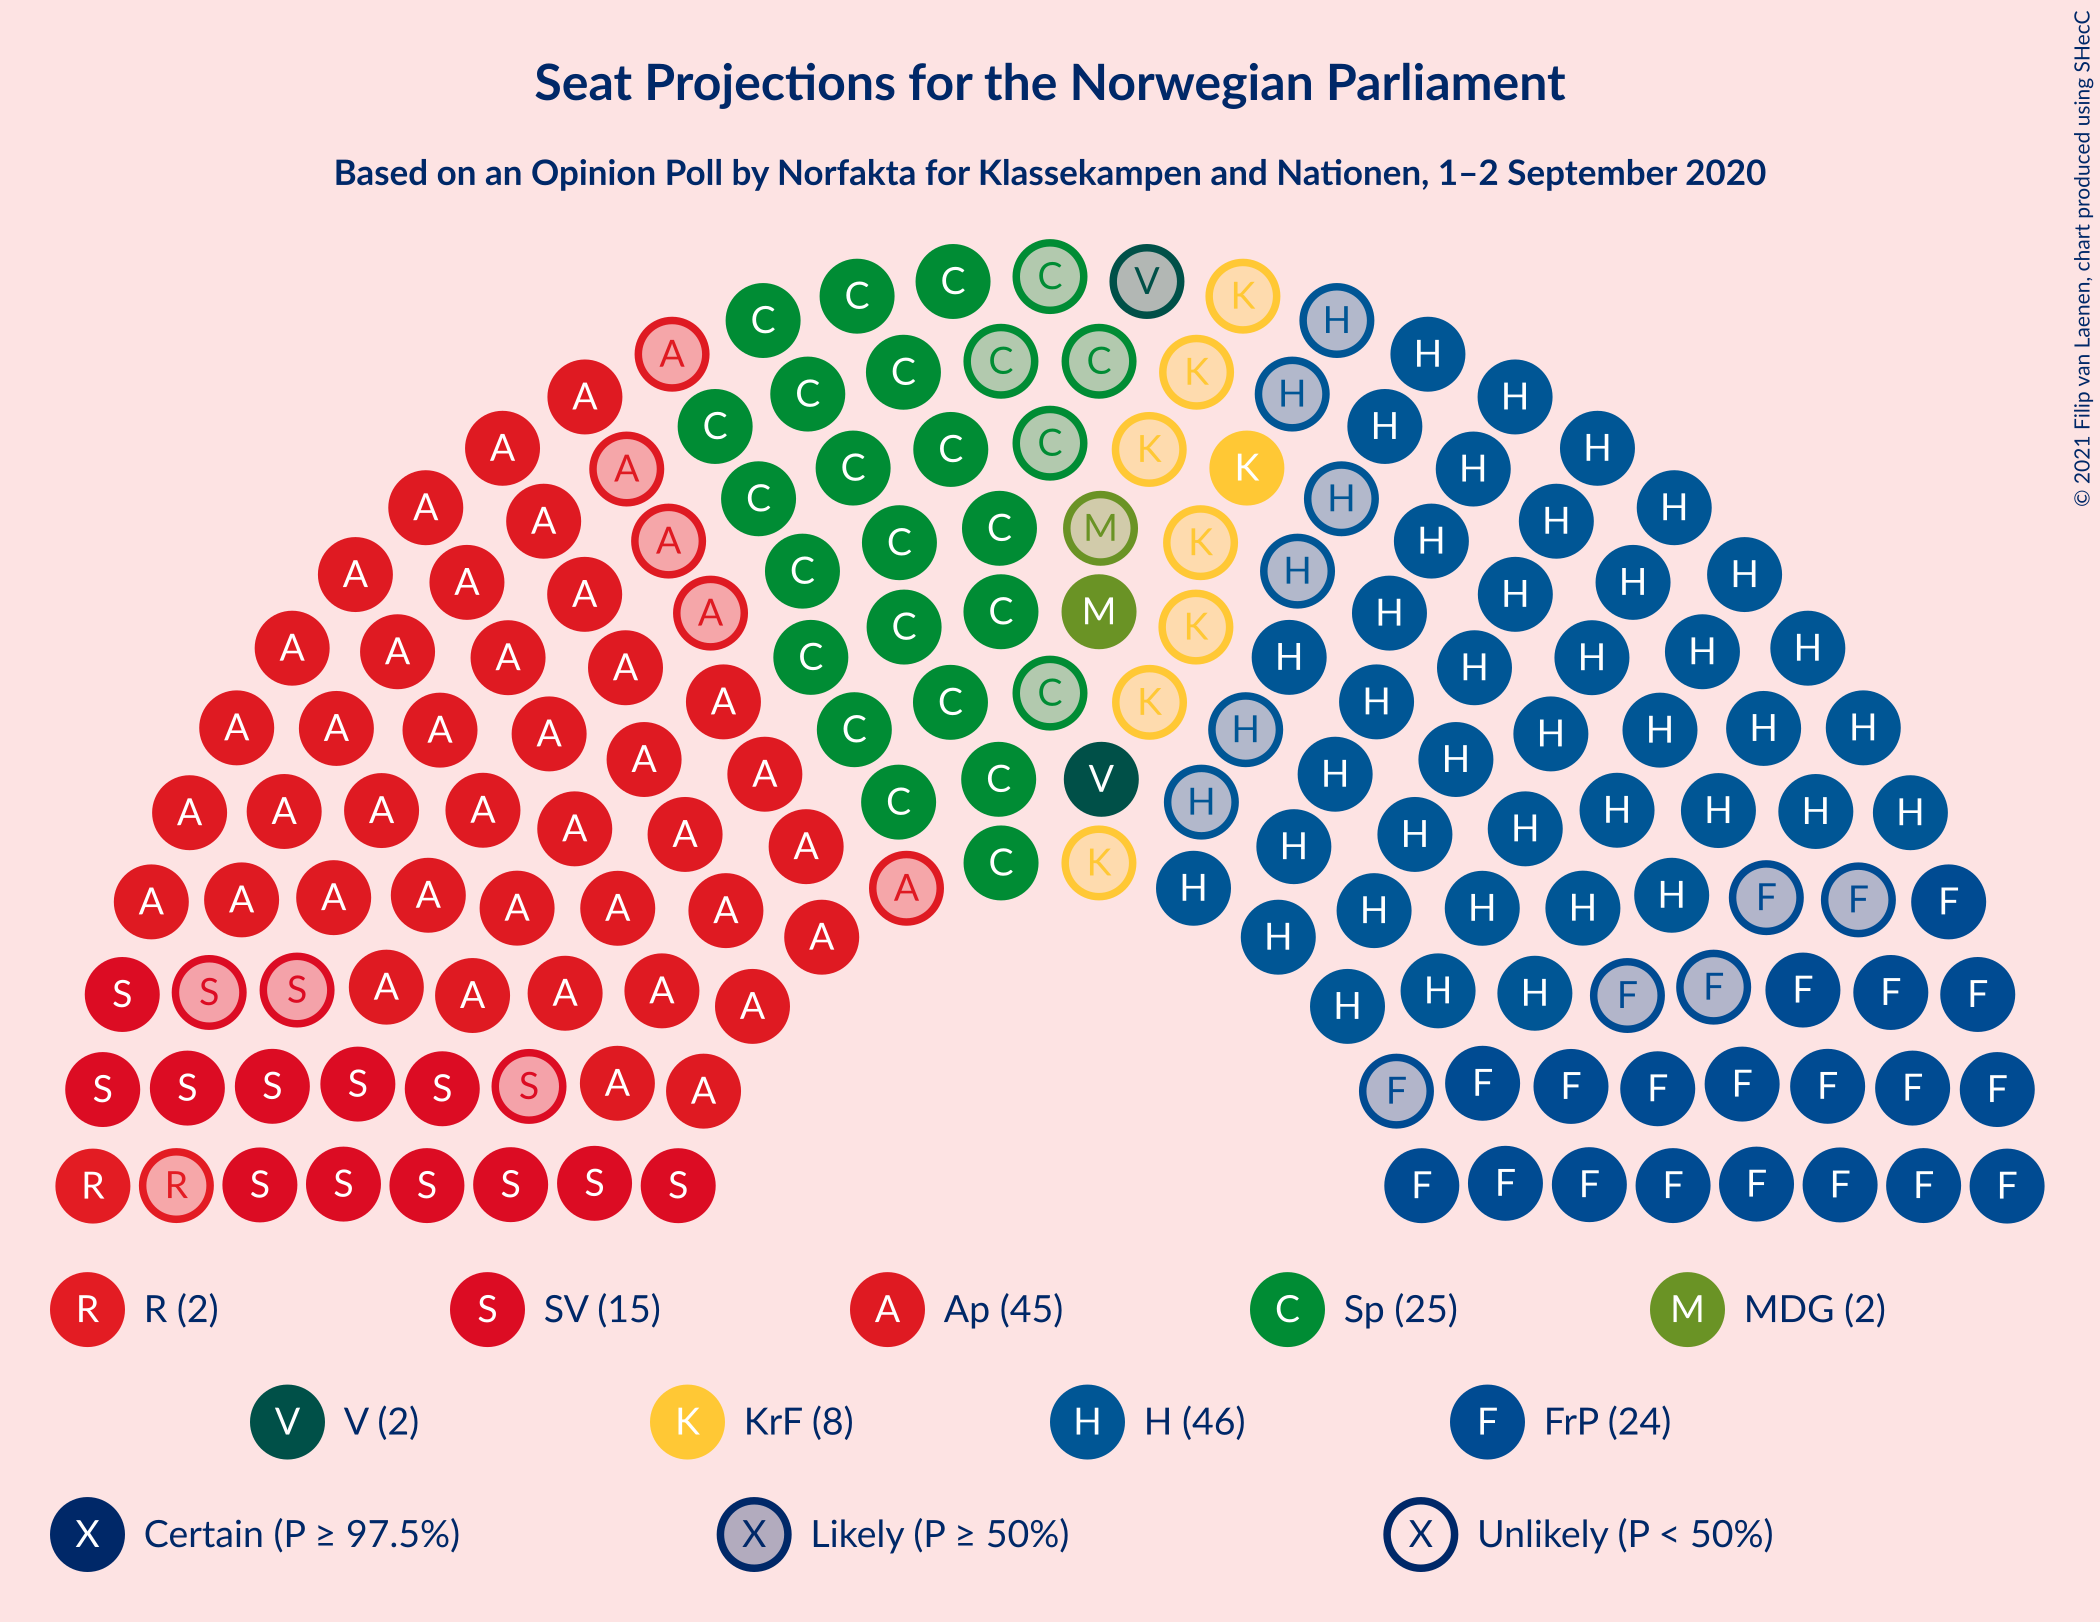 © 2021 Filip van Laenen, chart produced using SHecC
Seat Projections for the Norwegian Parliament
Based on an Opinion Poll by Norfakta for Klassekampen and Nationen, 1–2 September 2020
C C C C V K H
A C C C K H
A C C H H H
A A C C C K K H H
A A A C C C M K H H H H
A A A A C C C M K H H H H H
A A A A A C C C K H H H H H H
A A A A A A C C V H H H H H H H
A A A A A A A C C K H H H H H H H H
A A A A A A A A A H H H H H H F F F
S S S A A A A A H H H F F F F F
S S S S S S A A F F F F F F F F
R R S S S S S S F F F F F F F F
R R (2) S SV (15) A Ap (45) C Sp (25) M MDG (2)
V V (2) K KrF (8) H H (46) F FrP (24)
X Certain (P ≥ 97.5%) X Likely (P ≥ 50%) X Unlikely (P < 50%)